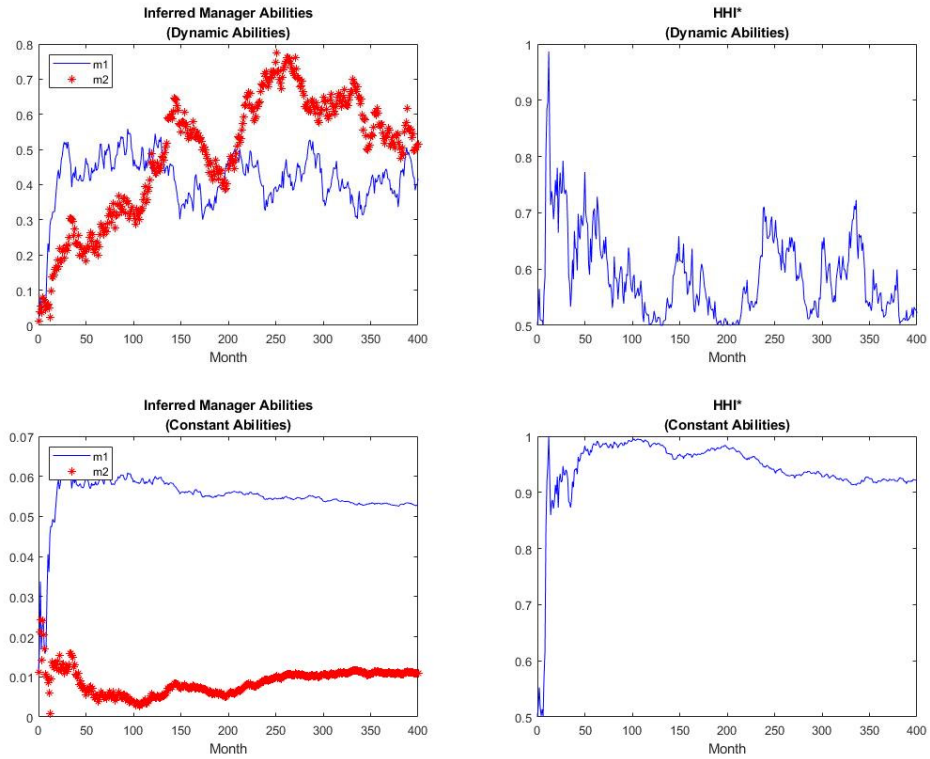 Inferred Manager Abilities
(Dynamic Abilities)
0.8
0.7
0.6
0.5
0.4
0.3
0.2
0.1
0
m1
m2
0 50 100 150 200 250 300 350 400
Month
HHI*
(Dynamic Abilities)
1
0.9
0.8
0.7
0.6
0.5
0 50 100 150 200 250 300 350 400
Month
Inferred Manager Abilities
(Constant Abilities)
0.07
0.06
0.05
0.04
0.03
0.02
0.01
0
m1
m2
0 50 100 150 200 250 300 350 400
Month
HHI*
(Constant Abilities)
1
0.9
0.8
0.7
0.6
0.5
0 50 100 150 200 250 300 350 400
Month